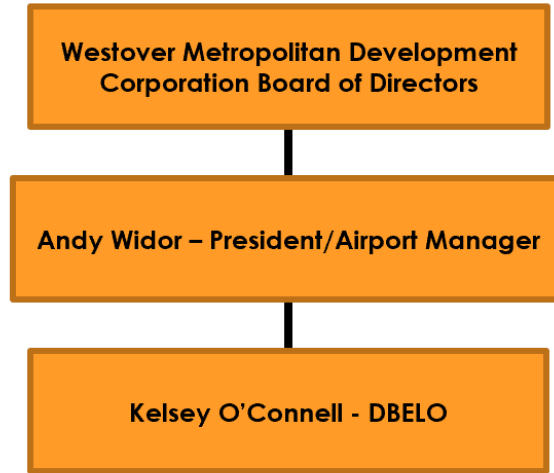 Westover Metropolitan Development
Corporation Board of Directors
Andy Widor – President/Airport Manager
Kelsey O’Connell - DBELO